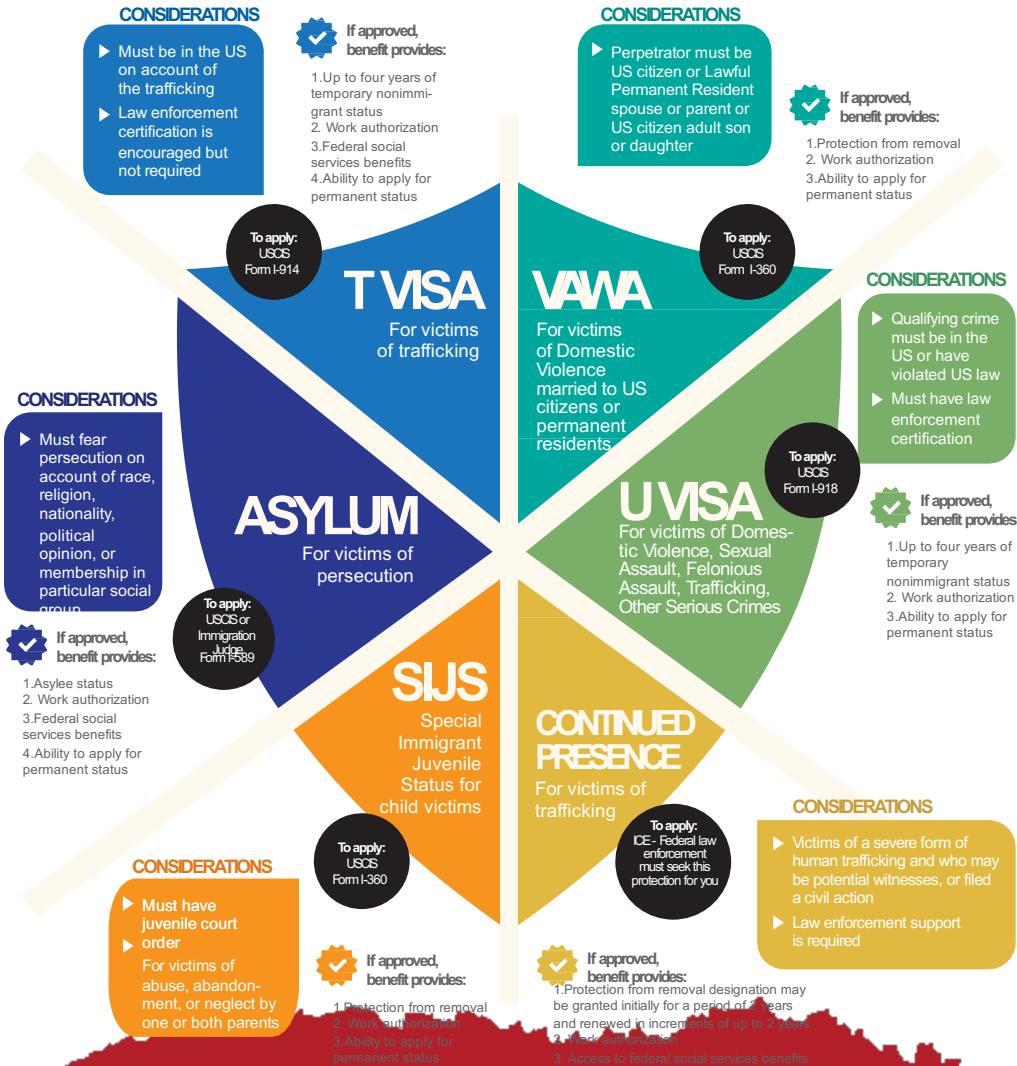 CONSIDERATIONS
Must be in the US
on account of
the trafficking
Law enforcement
certification is
encouraged but
not required
If approved,
benefit provides:
1.Up to four years of
temporary nonimmi-
grant status
2. Work authorization
3.Federal social
services benefits
4.Ability to apply for
permanent status
To apply:
USCIS
Form I-914
T VISA
For victims
of trafficking
CONSIDERATIONS
Perpetrator must be
US citizen or Lawful
Permanent Resident
spouse or parent or
US citizen adult son
or daughter
If approved,
benefit provides:
1.Protection from removal
2. Work authorization
3.Ability to apply for
permanent status
To apply:
USCIS
Form I-360
VAWA
For victims
of Domestic
Violence
married to US
citizens or
permanent
residents
CONSIDERATIONS
Qualifying crime
must be in the
US or have
violated US law
Must have law
enforcement
certification
To apply:
USCIS
Form I-918
U VISA
For victims of Domes-
tic Violence, Sexual
Assault, Felonious
Assault, Trafficking,
Other Serious Crimes
If approved,
benefit provides
1.Up to four years of
temporary
nonimmigrant status
2. Work authorization
3.Ability to apply for
permanent status
CONSIDERATIONS
Must fear
persecution on
account of race,
religion,
nationality,
political
opinion, or
membership in
particular social
group
ASYLUM
For victims of
persecution
To apply:
USCIS or
Immigration
Judge
Form I-589
If approved,
benefit provides:
1.Asylee status
2. Work authorization
3.Federal social
services benefits
4.Ability to apply for
permanent status
SIJS
Special
Immigrant
Juvenile
Status for
child victims
To apply:
USCIS
Form I-360
CONSIDERATIONS
Must have
juvenile court
order
For victims of
abuse, abandon-
ment, or neglect by
one or both parents
If approved,
benefit provides:
1.Protection from removal
2. Work authorization
3.Ability to apply for
permanent status
CONTINUED
PRESENCE
For victims of
trafficking
To apply:
ICE - Federal law
enforcement
must seek this
protection for you
CONSIDERATIONS
Victims of a severe form of
human trafficking and who may
be potential witnesses, or filed
a civil action
Law enforcement support
is required
If approved,
benefit provides:
1.Protection from removal designation may
be granted initially for a period of 2 years
and renewed in increments of up to 2 years
2. Work authorization
3. Access to federal social services benefits